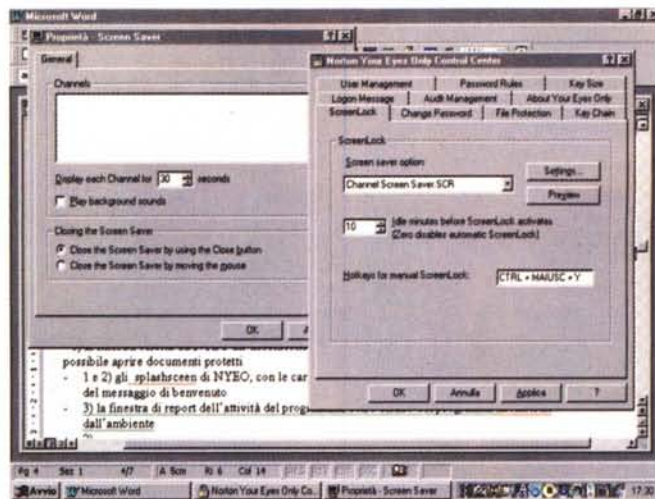 Microsoft Word
Proprietà - Screen Saver
General
Channels
Display each Channel for 30 seconds
Play background sounds
Closing the Screen Saver
Close the Screen Saver by using the Close button
Close the Screen Saver by moving the mouse
OK
Norton Your Eyes Only Control Center
User Management Password Rules Key Size
Logon Message Audit Management About Your Eyes Only
ScreenLock Change Password File Protection Key Chain
ScreenLock
Screen saver option:
Channel Screen Saver SCR
Settings...
Preview
10 Idle minutes before ScreenLock activates
(Zero disables automatic ScreenLock)
Hotkeys for manual ScreenLock: CTRL + MAIUSC + Y
OK Annulla Applica ?
possibile aprire documenti protetti
- 1 e 2) gli splashsceen di NYEO, con le car
del messaggio di benvenuto
- 3) la finestra di report dell'attività del
dall'ambiente
Pg 4 Sez 1 4/7 A 5cm Ri 6 Col 14
Avvio Microsoft Word Norton Your Eyes Only Co... Proprietà - Screen Saver 17.20